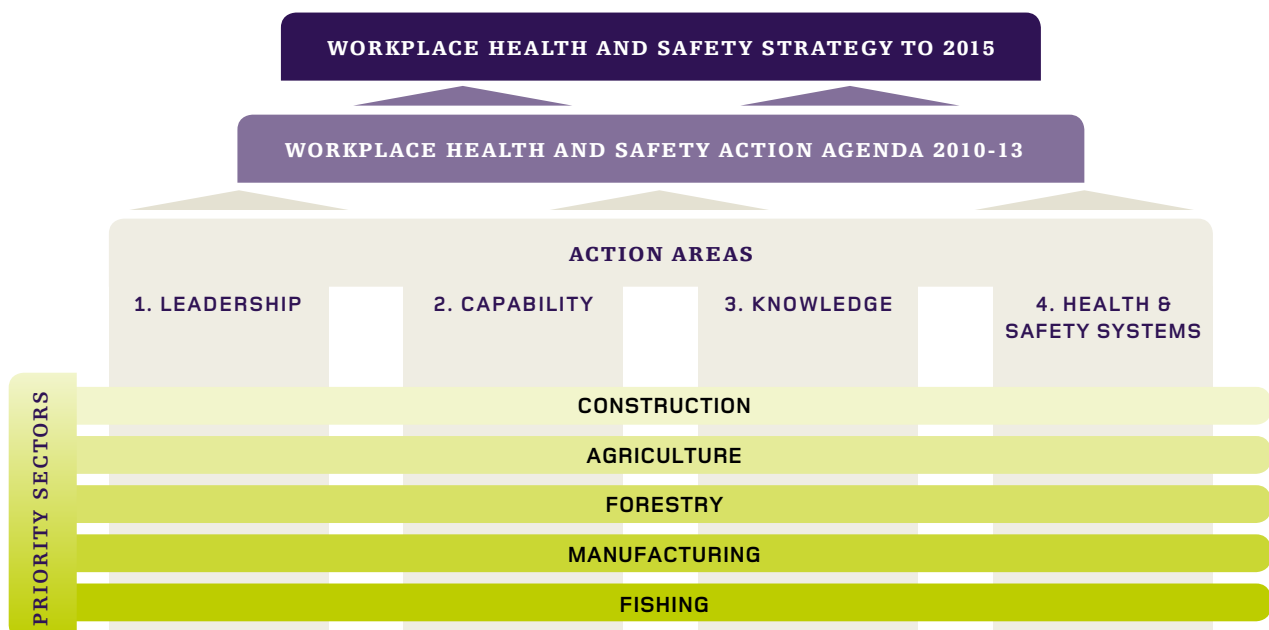 WORKPLACE HEALTH AND SAFETY STRATEGY TO 2015
WORKPLACE HEALTH AND SAFETY ACTION AGENDA 2010-13
ACTION AREAS
1. LEADERSHIP
2. CAPABILITY
3. KNOWLEDGE
4. HEALTH &
SAFETY SYSTEMS
PRIORITY SECTORS
CONSTRUCTION
AGRICULTURE
FORESTRY
MANUFACTURING
FISHING